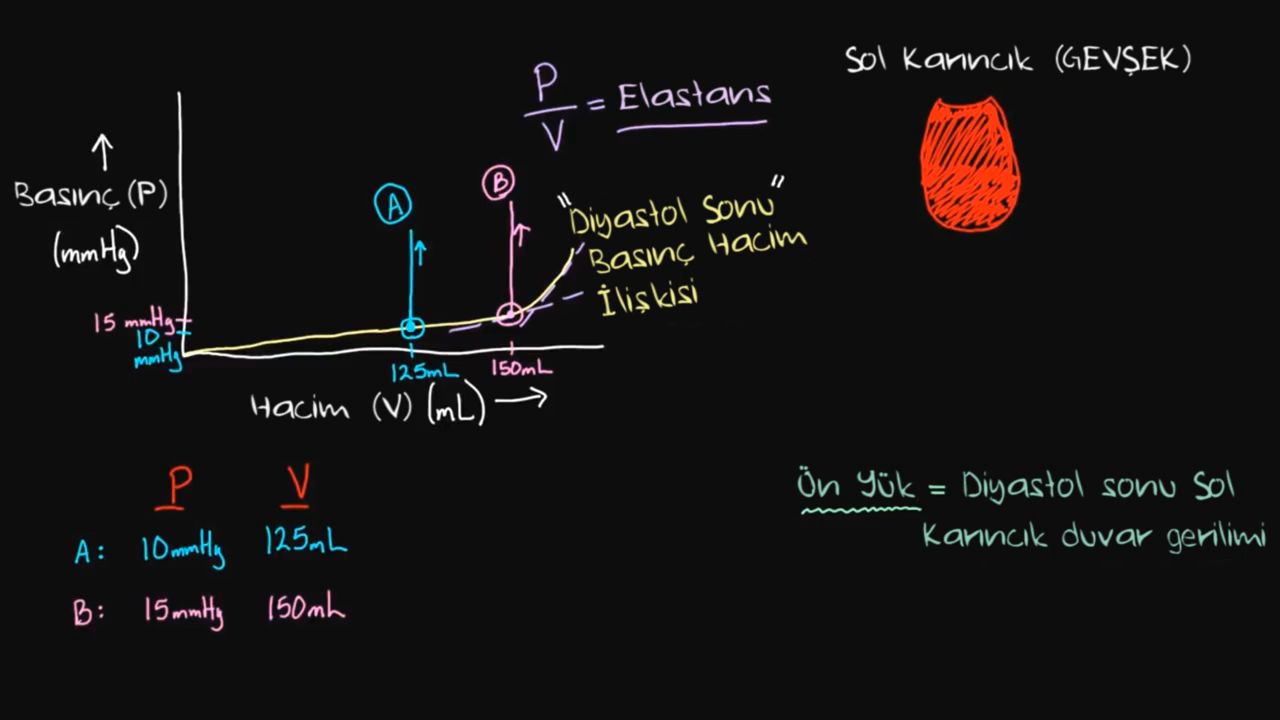 Sol Karıncık (GEVŞEK)
P
V
= Elastans
Basınç (P)
(mmHg)
A
B
"Diyastol Sonu"
Basınç Hacim
İlişkisi
15 mmHg
10
mmHg
125mL
150mL
Hacim (V) (mL)
P V
A: 10mmHg 125mL
B: 15mmHg 150mL
Ön Yük = Diyastol sonu Sol
Karıncık duvar gerilimi